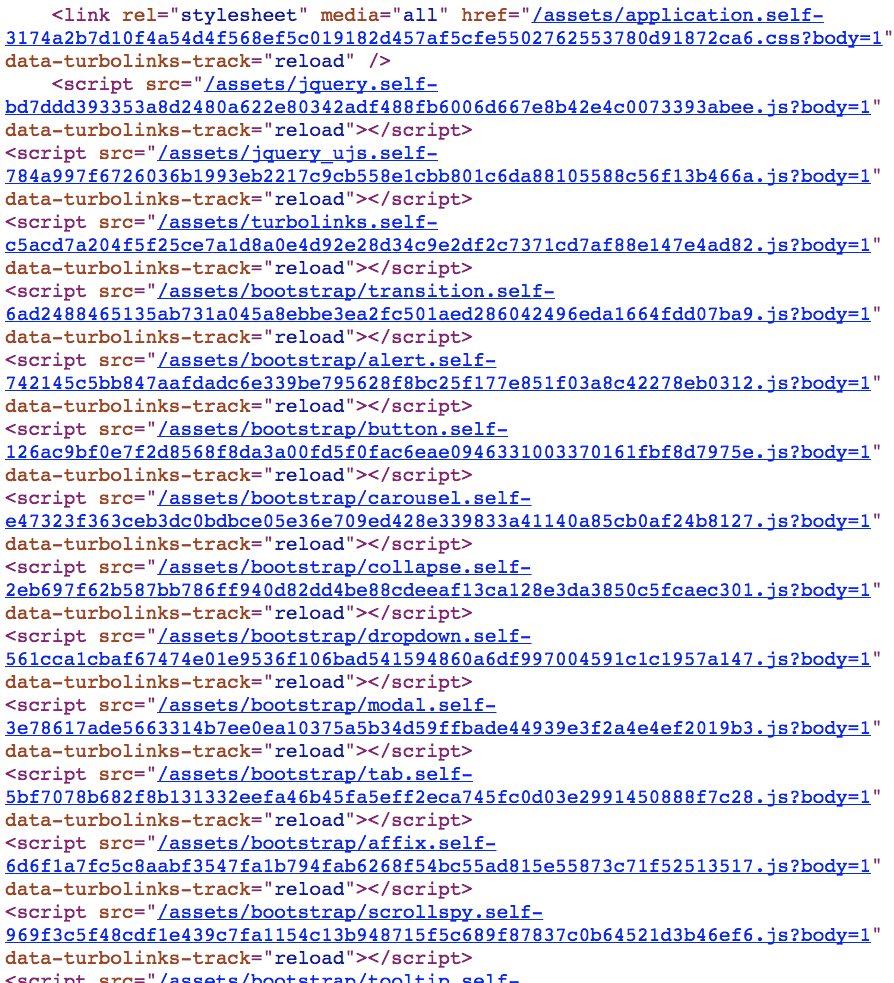 <link rel="stylesheet" media="all" href="/assets/application.self-
3174a2b7d10f4a54d4f568ef5c019182d457af5cfe5502762553780d91872ca6.css?body=1"
data-turbolinks-track="reload" />
<script src="/assets/jquery.self-
bd7ddd393353a8d2480a622e80342adf488fb6006d667e8b42e4c0073393abee.js?body=1"
data-turbolinks-track="reload"></script>
<script src="/assets/jquery_ujs.self-
784a997f6726036b1993eb2217c9cb558e1cbb801c6da88105588c56f13b466a.js?body=1"
data-turbolinks-track="reload"></script>
<script src="/assets/turbolinks.self-
c5acd7a204f5f25ce7a1d8a0e4d92e28d34c9e2df2c7371cd7af88e147e4ad82.js?body=1"
data-turbolinks-track="reload"></script>
<script src="/assets/bootstrap/transition.self-
6ad2488465135ab731a045a8ebbe3ea2fc501aed286042496eda1664fdd07ba9.js?body=1"
data-turbolinks-track="reload"></script>
<script src="/assets/bootstrap/alert.self-
742145c5bb847aafdadc6e339be795628f8bc25f177e851f03a8c42278eb0312.js?body=1"
data-turbolinks-track="reload"></script>
<script src="/assets/bootstrap/button.self-
126ac9bf0e7f2d8568f8da3a00fd5f0fac6eae0946331003370161fbf8d7975e.js?body=1"
data-turbolinks-track="reload"></script>
<script src="/assets/bootstrap/carousel.self-
e47323f363ceb3dc0bdbce05e36e709ed428e339833a41140a85cb0af24b8127.js?body=1"
data-turbolinks-track="reload"></script>
<script src="/assets/bootstrap/collapse.self-
2eb697f62b587bb786ff940d82dd4be88cdeeaf13ca128e3da3850c5fcaec301.js?body=1"
data-turbolinks-track="reload"></script>
<script src="/assets/bootstrap/dropdown.self-
561cca1cbaf67474e01e9536f106bad541594860a6df997004591c1c1957a147.js?body=1"
data-turbolinks-track="reload"></script>
<script src="/assets/bootstrap/modal.self-
3e78617ade5663314b7ee0ea10375a5b34d59ffbade44939e3f2a4e4ef2019b3.js?body=1"
data-turbolinks-track="reload"></script>
<script src="/assets/bootstrap/tab.self-
5bf7078b682f8b131332eefa46b45fa5eff2eca745fc0d03e2991450888f7c28.js?body=1"
data-turbolinks-track="reload"></script>
<script src="/assets/bootstrap/affix.self-
6d6f1a7fc5c8aabf3547fa1b794fab6268f54bc55ad815e55873c71f52513517.js?body=1"
data-turbolinks-track="reload"></script>
<script src="/assets/bootstrap/scrollspy.self-
969f3c5f48cdf1e439c7fa1154c13b948715f5c689f87837c0b64521d3b46ef6.js?body=1"
data-turbolinks-track="reload"></script>
<script src="/assets/bootstrap/tooltip.self-